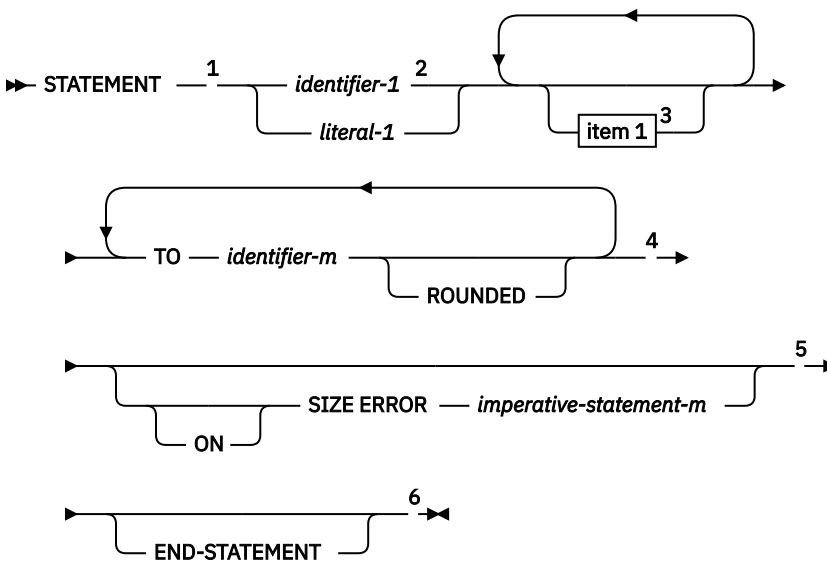 STATEMENT 1 identifier-1 2
literal-1 item 1 3
TO identifier-m 4
ROUNDED
5
SIZE ERROR imperative-statement-m
ON
6
END-STATEMENT